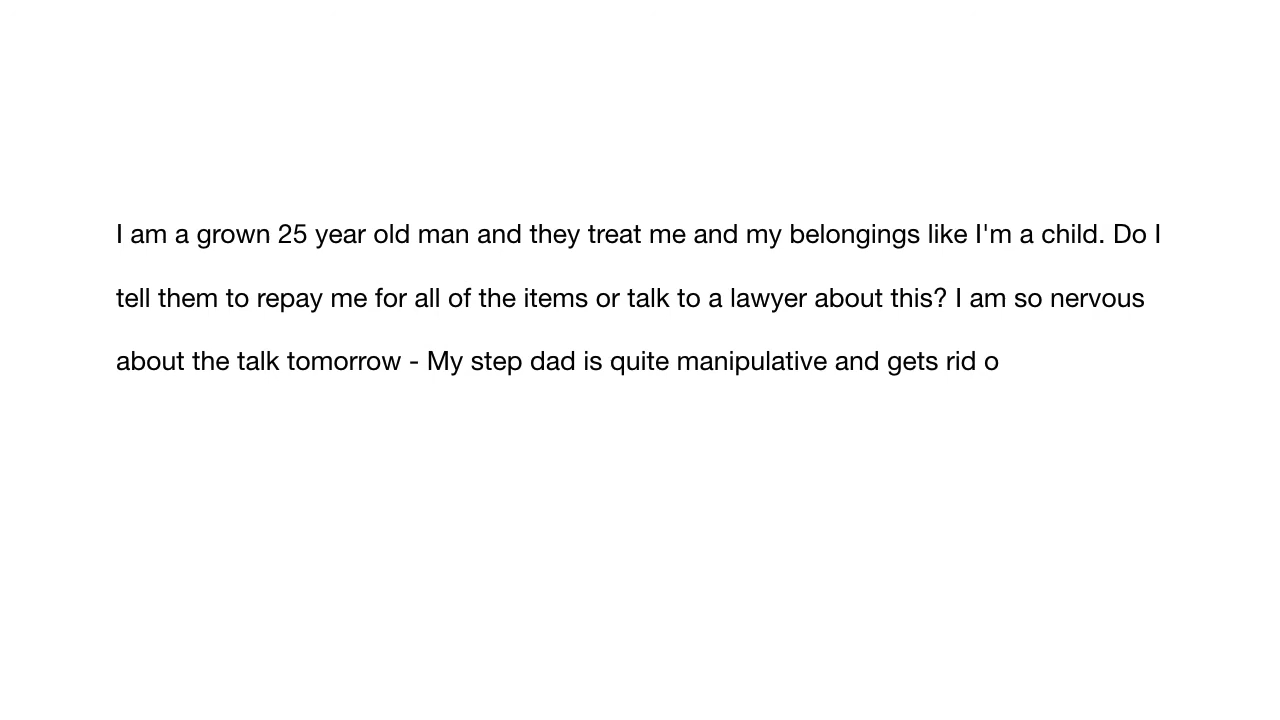 I am a grown 25 year old man and they treat me and my belongings like I'm a child. Do I
tell them to repay me for all of the items or talk to a lawyer about this? I am so nervous
about the talk tomorrow - My step dad is quite manipulative and gets rid o